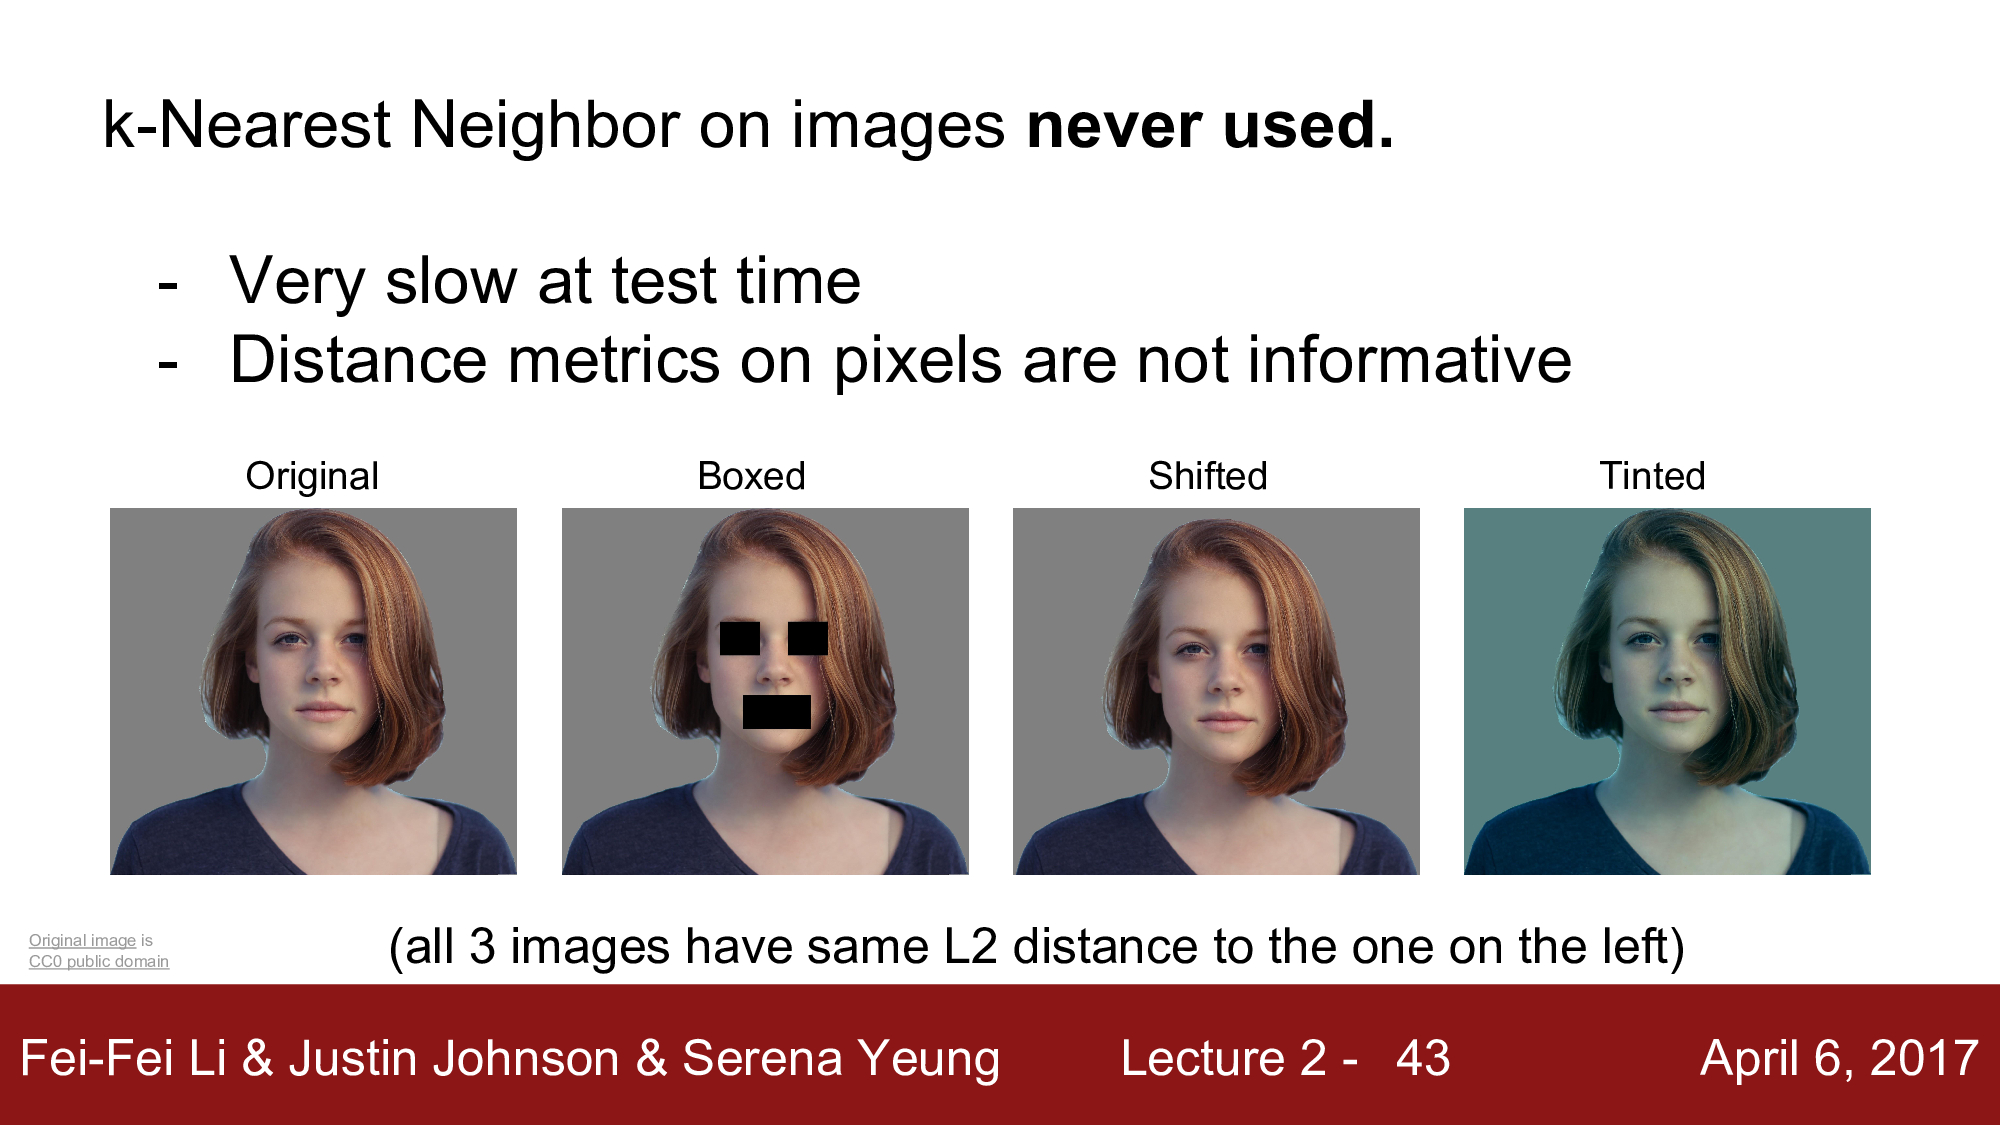 k-Nearest Neighbor on images never used.
- Very slow at test time
- Distance metrics on pixels are not informative
Original Boxed Shifted Tinted
(all 3 images have same L2 distance to the one on the left)
Original image is
CC0 public domain
Fei-Fei Li & Justin Johnson & Serena Yeung Lecture 2 - 43 April 6, 2017